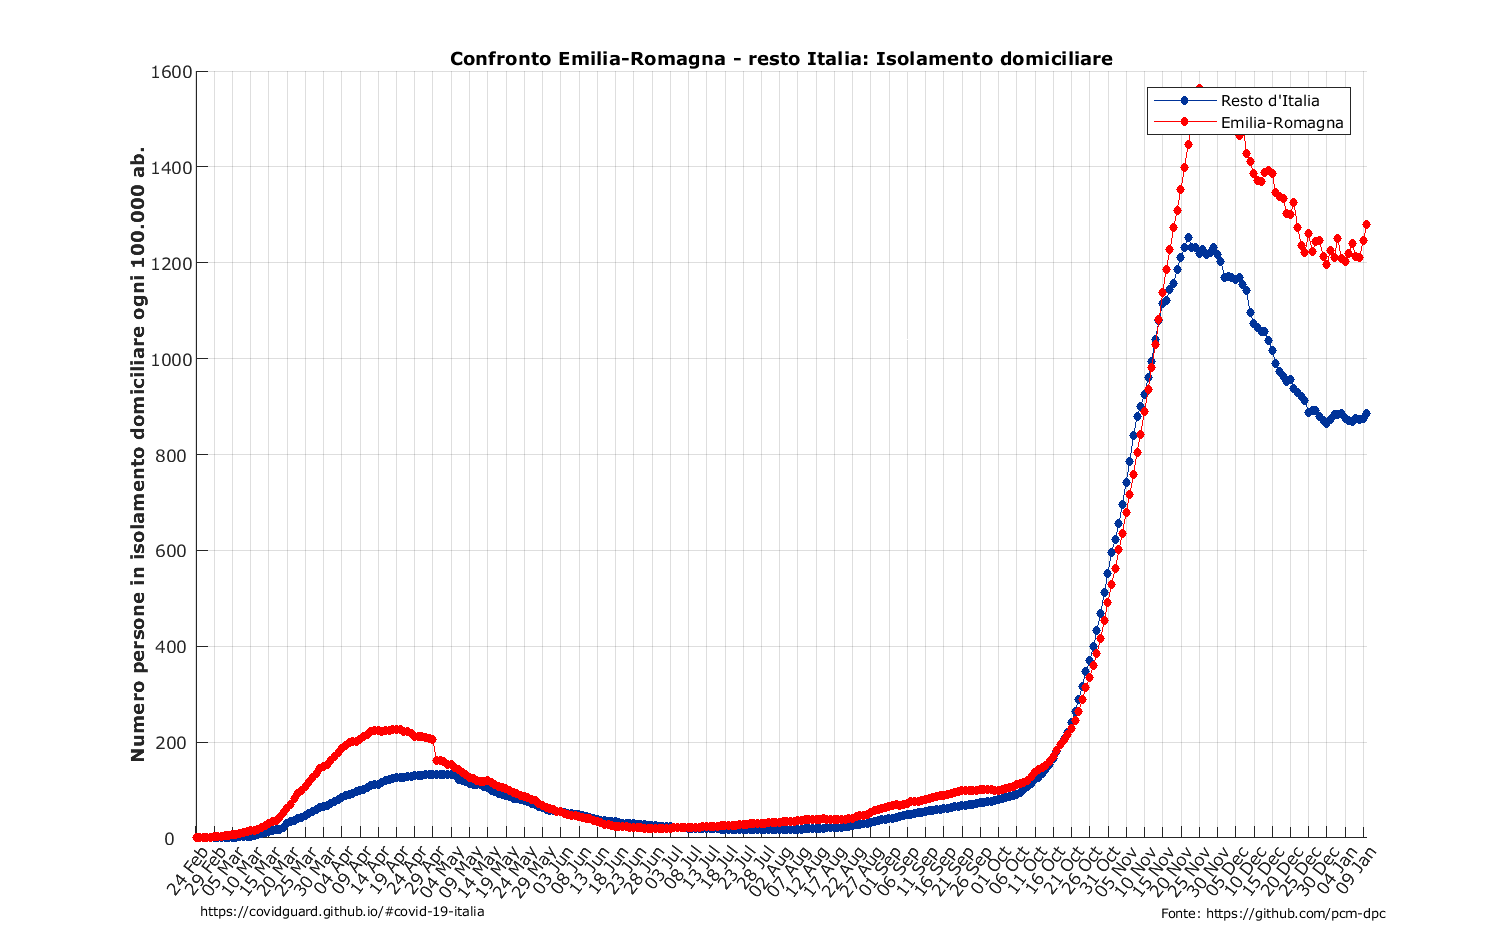 Confronto Emilia-Romagna - resto Italia: Isolamento domiciliare
Numero persone in isolamento domiciliare ogni 100.000 ab.
1600
1400
1200
1000
800
600
400
200
0
Resto d'Italia
Emilia-Romagna
24 Feb
29 Feb
05 Mar
10 Mar
15 Mar
20 Mar
25 Mar
30 Mar
04 Apr
09 Apr
14 Apr
19 Apr
24 Apr
29 Apr
04 May
09 May
14 May
19 May
24 May
29 May
03 Jun
08 Jun
13 Jun
18 Jun
23 Jun
28 Jun
03 Jul
08 Jul
13 Jul
18 Jul
23 Jul
28 Jul
02 Aug
07 Aug
12 Aug
17 Aug
22 Aug
27 Aug
01 Sep
06 Sep
11 Sep
16 Sep
21 Sep
26 Sep
01 Oct
06 Oct
11 Oct
16 Oct
21 Oct
26 Oct
31 Oct
05 Nov
10 Nov
15 Nov
20 Nov
25 Nov
30 Nov
05 Dec
10 Dec
15 Dec
20 Dec
25 Dec
30 Dec
04 Jan
09 Jan
https://covidguard.github.io/#covid-19-italia
Fonte: https://github.com/pcm-dpc